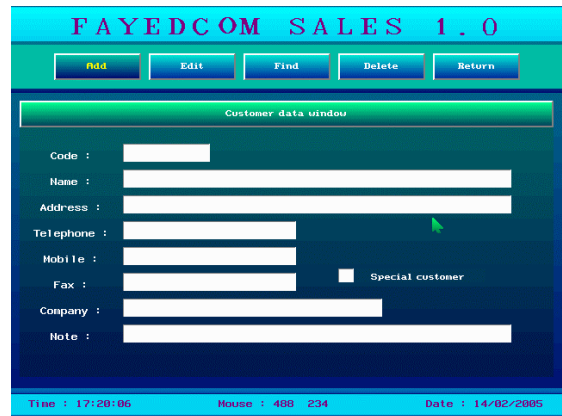 FAYEDCOM SALES 1.0
Add Edit Find Delete Return
Customer data window
Code :
Name :
Address :
Telephone :
Mobile :
Special customer
Fax :
Company :
Note :
Time : 17:20:06 Mouse : 488 234 Date : 14/02/2005